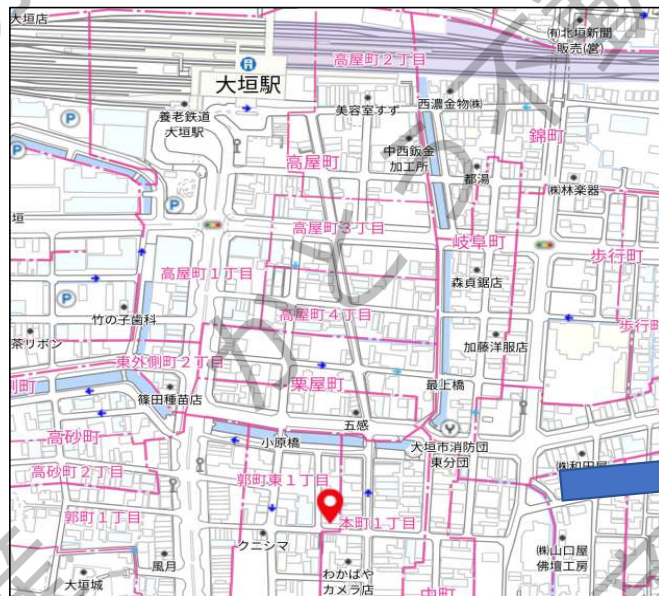 大垣店
(有)北垣新聞
販売(営)
高屋町2丁目
大垣駅
美容室すず
西濃金物㈱
養老鉄道
大垣駅
P
中西鈑金
加工所
錦町
P
高屋町
都湯
㈱林楽器
P
垣
高屋町3丁目
岐阜町
歩行町
高屋町1丁目
森貞鋸店
P
竹の子歯科
高屋町4丁目
歩行町
茶リボン
加藤洋服店
東外側町2丁目
栗屋町
最上橋
篠田種苗店
五感
高砂町
小原橋
大垣市消防団
東分団
高砂町2丁目
郭町東1丁目
郭町1丁目
本町1丁目
クニシマ
㈱山口屋
佛壇工房
風月
わかばや
カメラ店
大垣城
中町